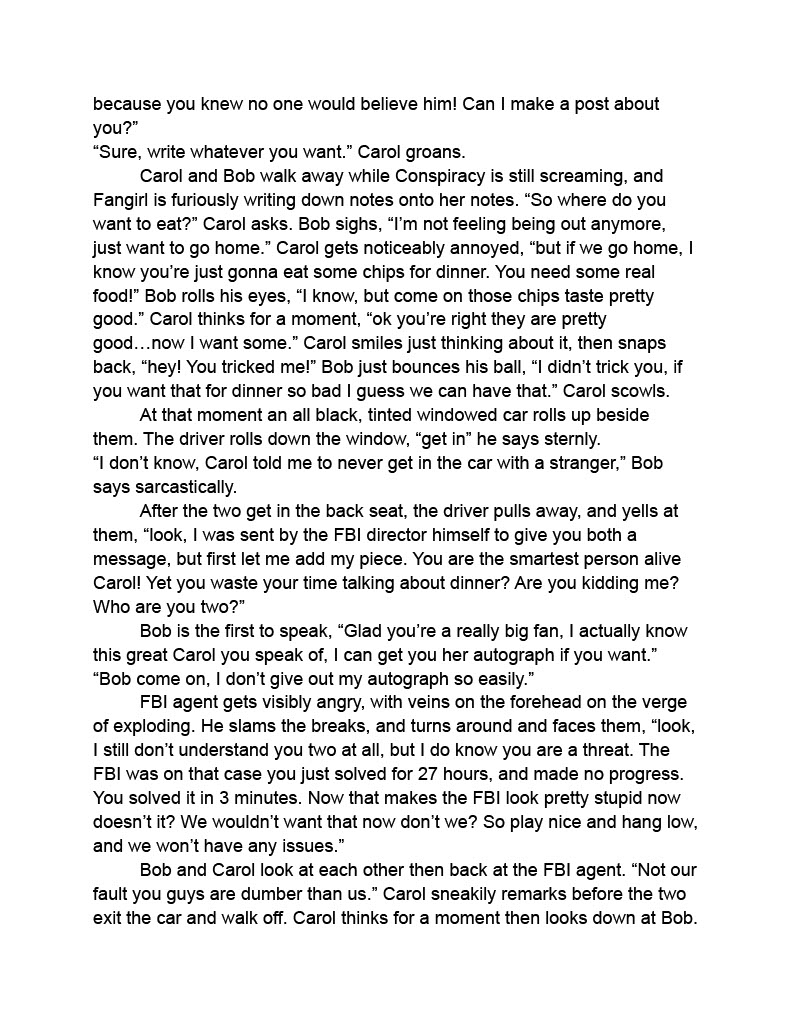 because you knew no one would believe him! Can I make a post about
you?”
“Sure, write whatever you want.” Carol groans.
Carol and Bob walk away while Conspiracy is still screaming, and
Fangirl is furiously writing down notes onto her notes. “So where do you
want to eat?” Carol asks. Bob sighs, “I’m not feeling being out anymore,
just want to go home.” Carol gets noticeably annoyed, “but if we go home, I
know you’re just gonna eat some chips for dinner. You need some real
food!” Bob rolls his eyes, “I know, but come on those chips taste pretty
good.” Carol thinks for a moment, “ok you’re right they are pretty
good…now I want some.” Carol smiles just thinking about it, then snaps
back, “hey! You tricked me!” Bob just bounces his ball, “I didn’t trick you, if
you want that for dinner so bad I guess we can have that.” Carol scowls.
At that moment an all black, tinted windowed car rolls up beside
them. The driver rolls down the window, “get in” he says sternly.
“I don’t know, Carol told me to never get in the car with a stranger,” Bob
says sarcastically.
After the two get in the back seat, the driver pulls away, and yells at
them, “look, I was sent by the FBI director himself to give you both a
message, but first let me add my piece. You are the smartest person alive
Carol! Yet you waste your time talking about dinner? Are you kidding me?
Who are you two?”
Bob is the first to speak, “Glad you’re a really big fan, I actually know
this great Carol you speak of, I can get you her autograph if you want.”
“Bob come on, I don’t give out my autograph so easily.”
FBI agent gets visibly angry, with veins on the forehead on the verge
of exploding. He slams the breaks, and turns around and faces them, “look,
I still don’t understand you two at all, but I do know you are a threat. The
FBI was on that case you just solved for 27 hours, and made no progress.
You solved it in 3 minutes. Now that makes the FBI look pretty stupid now
doesn’t it? We wouldn’t want that now don’t we? So play nice and hang low,
and we won’t have any issues.”
Bob and Carol look at each other then back at the FBI agent. “Not our
fault you guys are dumber than us.” Carol sneakily remarks before the two
exit the car and walk off. Carol thinks for a moment then looks down at Bob.